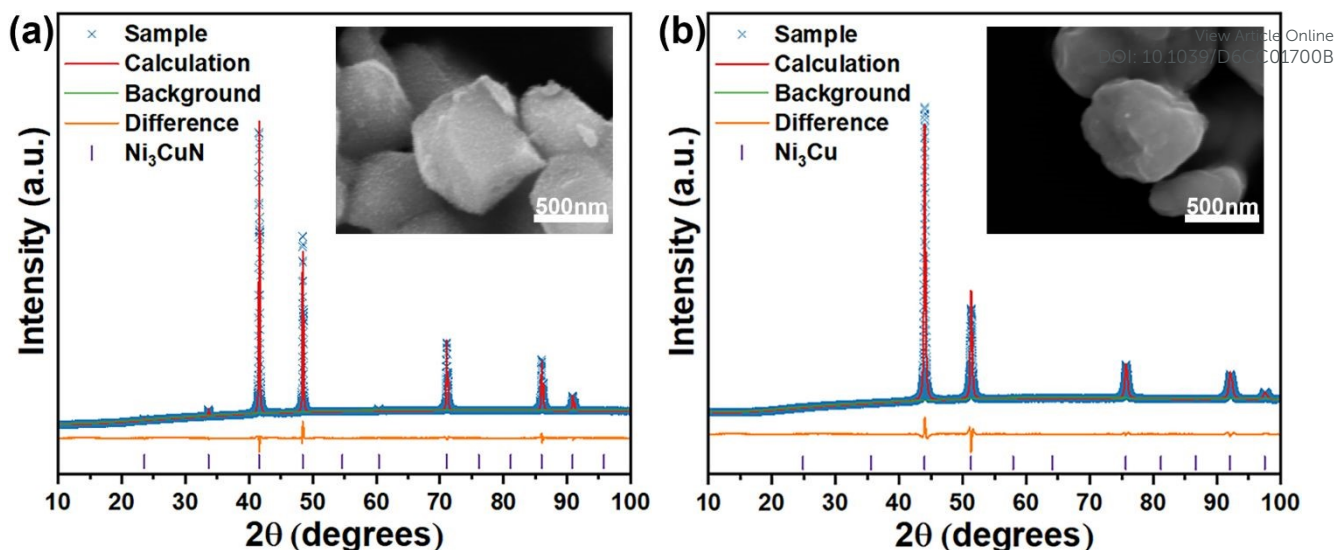 (a)
Sample
Calculation
Background
Difference
Ni₃CuN
500nm
Intensity (a.u.)
10 20 30 40 50 60 70 80 90 100
2θ (degrees)
(b)
View Article Online
Sample
Calculation
Background
Difference
Ni₃Cu
500nm
Intensity (a.u.)
10 20 30 40 50 60 70 80 90 100
2θ (degrees)